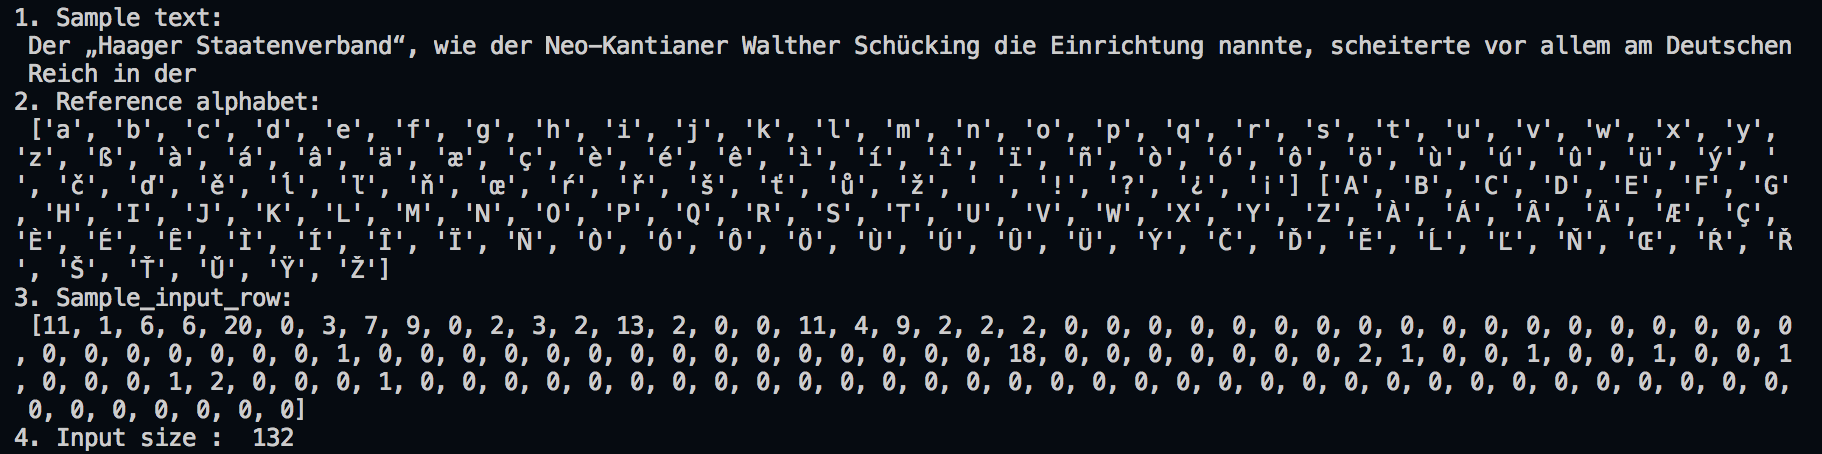 1. Sample text:
Der „Haager Staatenverband“, wie der Neo-Kantianer Walther Schücking die Einrichtung nannte, scheiterte vor allem am Deutschen
Reich in der
2. Reference alphabet:
['a', 'b', 'c', 'd', 'e', 'f', 'g', 'h', 'i', 'j', 'k', 'l', 'm', 'n', 'o', 'p', 'q', 'r', 's', 't', 'u', 'v', 'w', 'x', 'y',
'z', 'ß', 'à', 'á', 'â', 'ä', 'æ', 'ç', 'è', 'é', 'ê', 'ì', 'í', 'î', 'ï', 'ñ', 'ò', 'ó', 'ô', 'ö', 'ù', 'ú', 'û', 'ü', 'ý', '
', 'č', 'ď', 'ě', 'ĺ', 'ľ', 'ň', 'œ', 'ŕ', 'ř', 'š', 'ť', 'ů', 'ž', ' ', '!', '?', '¿', '¡'] ['A', 'B', 'C', 'D', 'E', 'F', 'G'
, 'H', 'I', 'J', 'K', 'L', 'M', 'N', 'O', 'P', 'Q', 'R', 'S', 'T', 'U', 'V', 'W', 'X', 'Y', 'Z', 'À', 'Á', 'Â', 'Ä', 'Æ', 'Ç',
'È', 'É', 'Ê', 'Ì', 'Í', 'Î', 'Ï', 'Ñ', 'Ò', 'Ó', 'Ô', 'Ö', 'Ù', 'Ú', 'Û', 'Ü', 'Ý', 'Č', 'Ď', 'Ě', 'Ĺ', 'Ľ', 'Ň', 'Œ', 'Ŕ', 'Ř
', 'Š', 'Ť', 'Ǔ', 'Ÿ', 'Ž']
3. Sample_input_row:
[11, 1, 6, 6, 20, 0, 3, 7, 9, 0, 2, 3, 2, 13, 2, 0, 0, 11, 4, 9, 2, 2, 2, 0, 0, 0, 0, 0, 0, 0, 0, 0, 0, 0, 0, 0, 0, 0, 0, 0, 0
, 0, 0, 0, 0, 0, 0, 0, 1, 0, 0, 0, 0, 0, 0, 0, 0, 0, 0, 0, 0, 0, 0, 0, 18, 0, 0, 0, 0, 0, 0, 0, 2, 1, 0, 0, 1, 0, 0, 1, 0, 0, 1
, 0, 0, 0, 1, 2, 0, 0, 0, 1, 0, 0, 0, 0, 0, 0, 0, 0, 0, 0, 0, 0, 0, 0, 0, 0, 0, 0, 0, 0, 0, 0, 0, 0, 0, 0, 0, 0, 0, 0, 0, 0, 0,
0, 0, 0, 0, 0, 0, 0]
4. Input size :  132